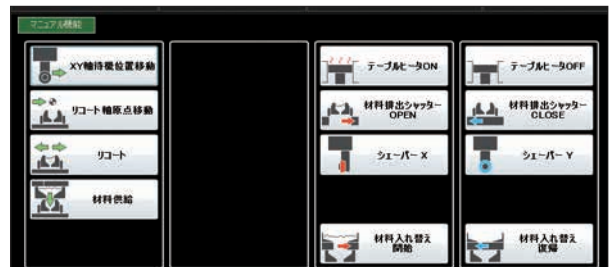 マニュアル機能
XY軸待機位置移動
リコート軸原点移動
リコート
材料供給
テーブルヒータON
材料排出シャッター
OPEN
シェーパー X
材料入れ替え
開始
テーブルヒータOFF
材料排出シャッター
CLOSE
シェーパー Y
材料入れ替え
復帰